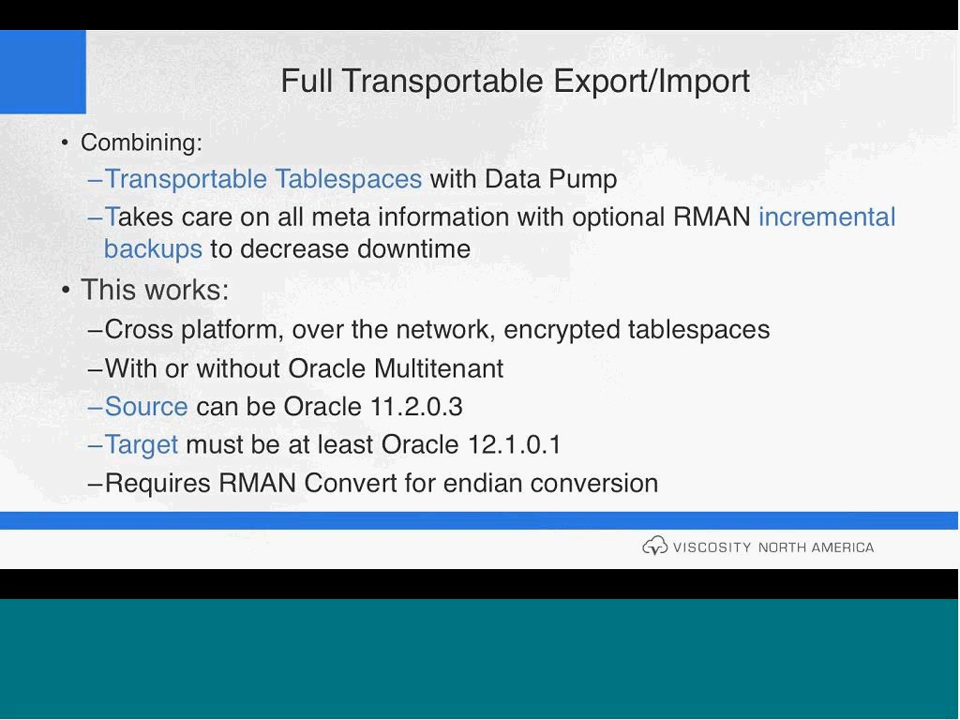 Full Transportable Export/Import
• Combining:
–Transportable Tablespaces with Data Pump
–Takes care on all meta information with optional RMAN incremental
backups to decrease downtime
• This works:
–Cross platform, over the network, encrypted tablespaces
–With or without Oracle Multitenant
–Source can be Oracle 11.2.0.3
–Target must be at least Oracle 12.1.0.1
–Requires RMAN Convert for endian conversion
VISCOSITY NORTH AMERICA